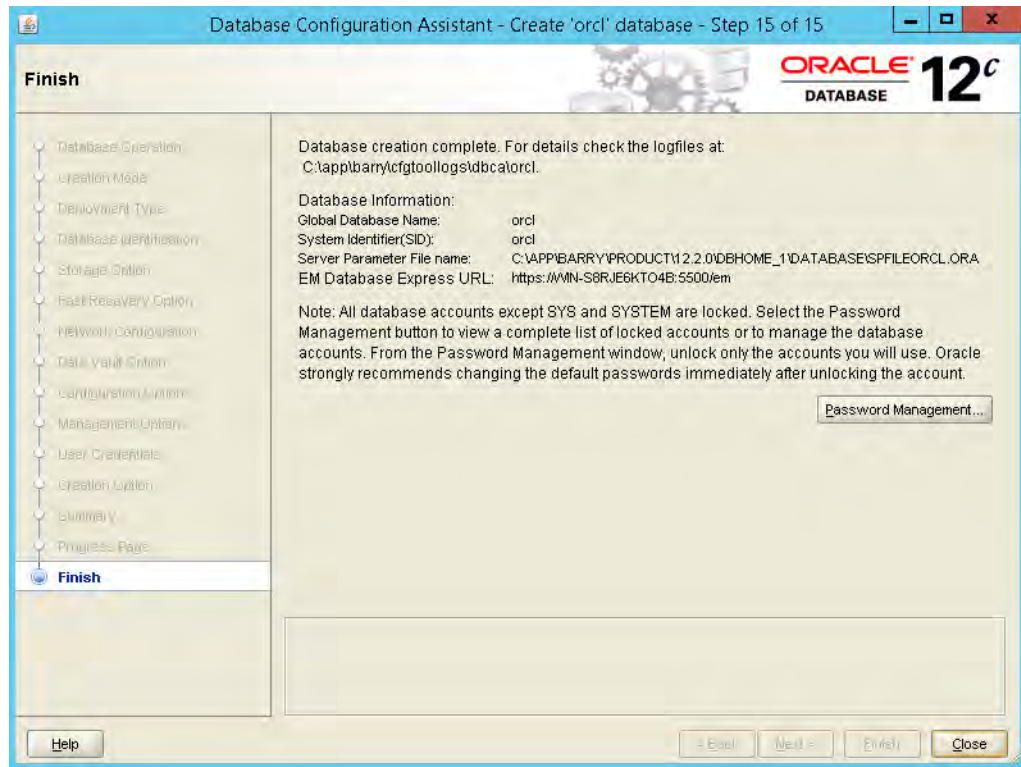 Database Configuration Assistant - Create 'orcl' database - Step 15 of 15
Finish
ORACLE
DATABASE
12c
Database Operation
Creation Mode
Deployment Type
Database Identification
Storage Option
Fast Recovery Option
Network Configuration
Data Vault Option
Configuration Options
Management Options
User Credentials
Creation Option
Summary
Progress Page
Finish
Database creation complete. For details check the logfiles at:
C:\app\barry\cfgtoollogs\dbca\orcl.
Database Information:
Global Database Name: orcl
System Identifier(SID): orcl
Server Parameter File name: C:\APP\BARRY\PRODUCT\12.2.0\DBHOME_1\DATABASE\SPFILEORCL.ORA
EM Database Express URL: https://WIN-S8RJE6KTO4B:5500/em
Note: All database accounts except SYS and SYSTEM are locked. Select the Password
Management button to view a complete list of locked accounts or to manage the database
accounts. From the Password Management window, unlock only the accounts you will use. Oracle
strongly recommends changing the default passwords immediately after unlocking the account.
Password Management...
Help
< Back
Next >
Finish
Close